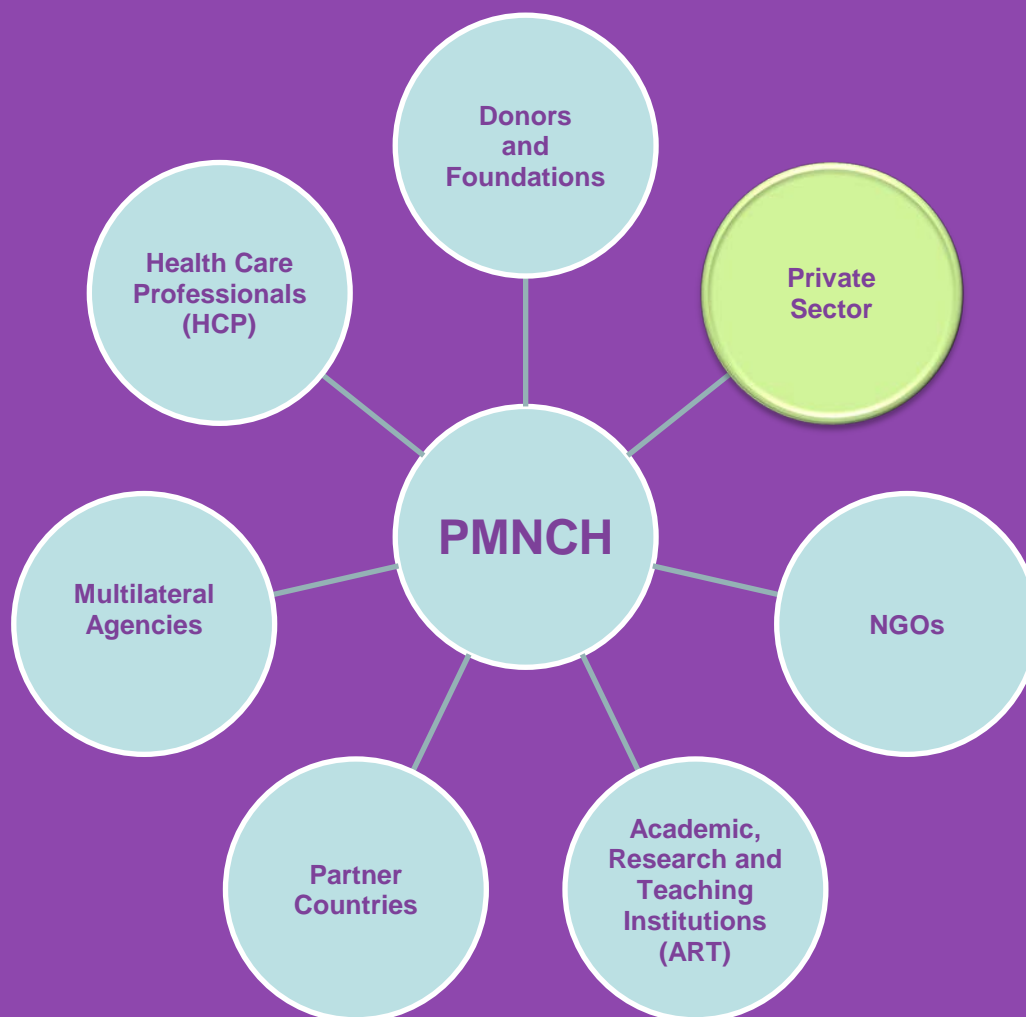 Donors
and
Foundations
Private
Sector
Health Care
Professionals
(HCP)
PMNCH
NGOs
Multilateral
Agencies
Academic,
Research and
Teaching
Institutions
(ART)
Partner
Countries